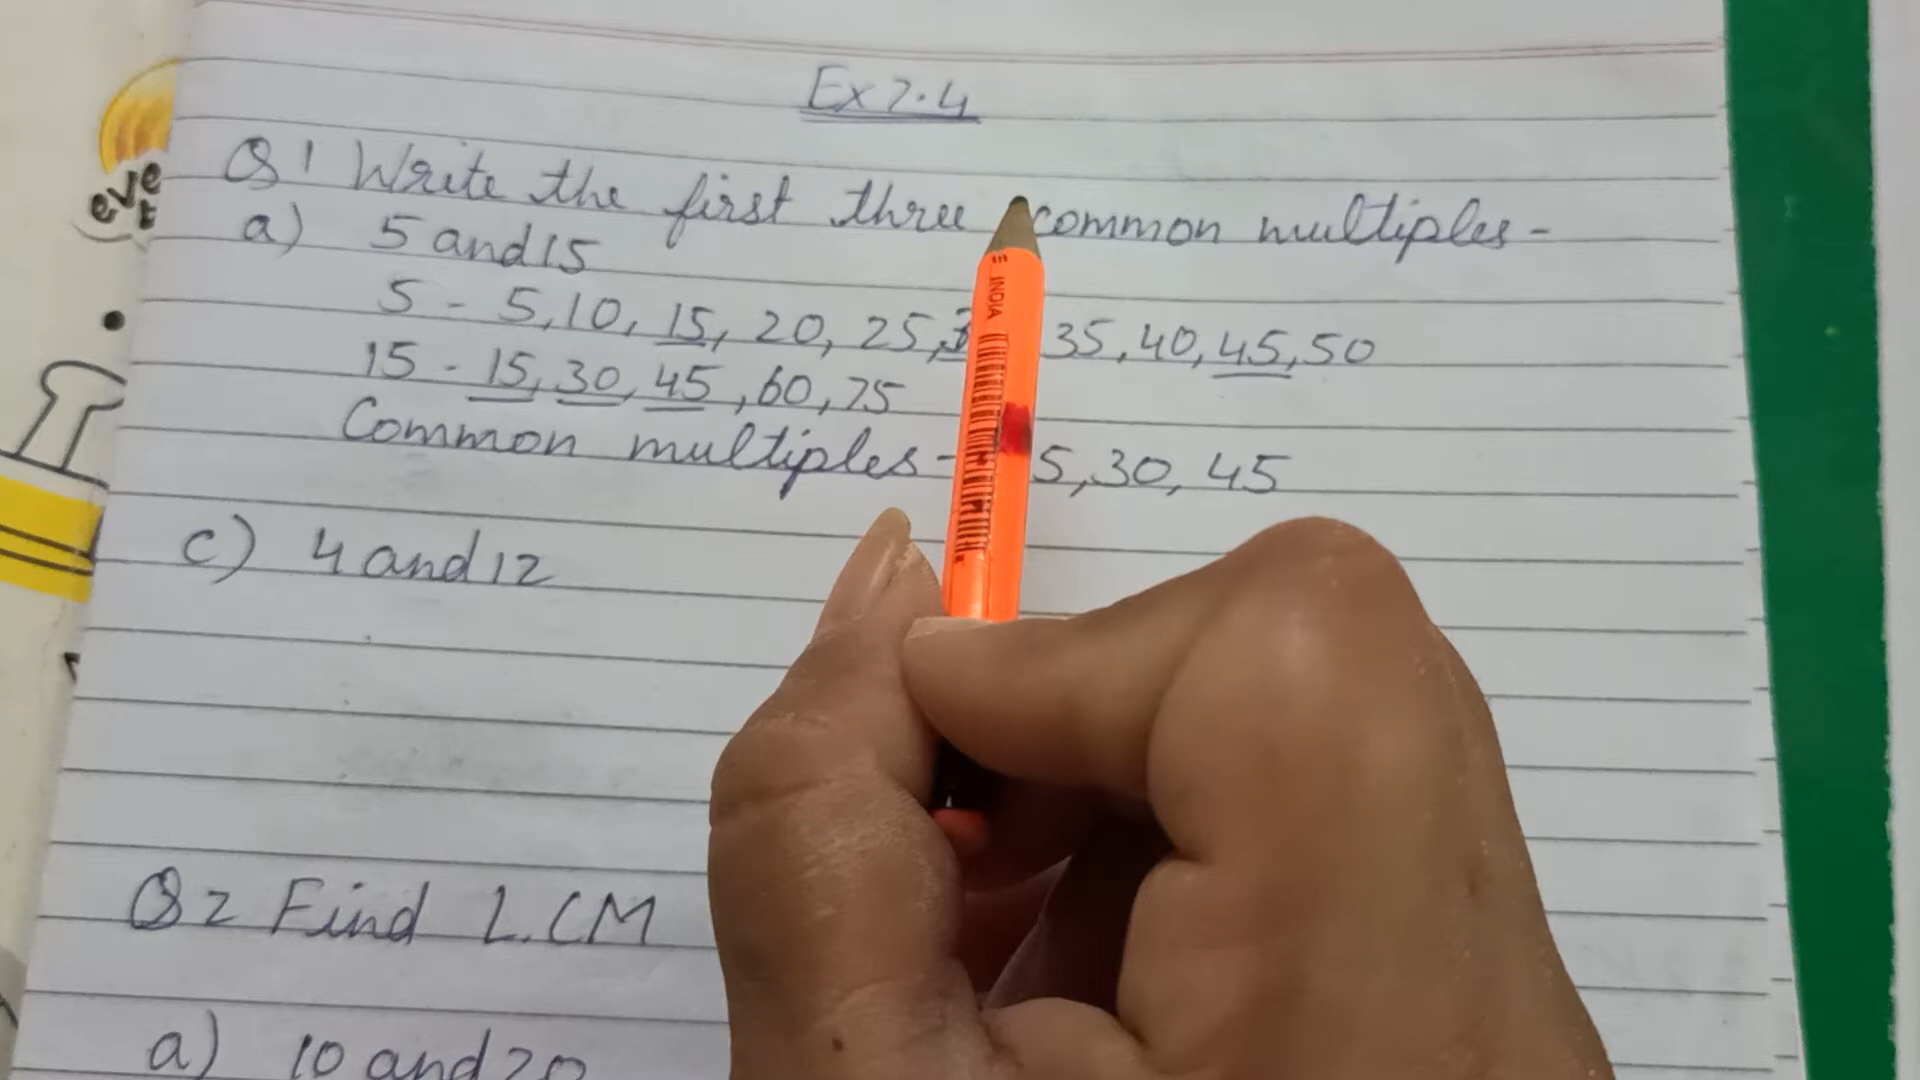 Ex 2.4
Q 1 Write the first three common multiples -
a) 5 and 15
5 - 5, 10, 15, 20, 25, 35, 40, 45, 50
15 - 15, 30, 45, 60, 75
Common multiples - 5, 30, 45
c) 4 and 12
Q 2 Find L.CM
a) 10 and 20
INDIA
eve
t